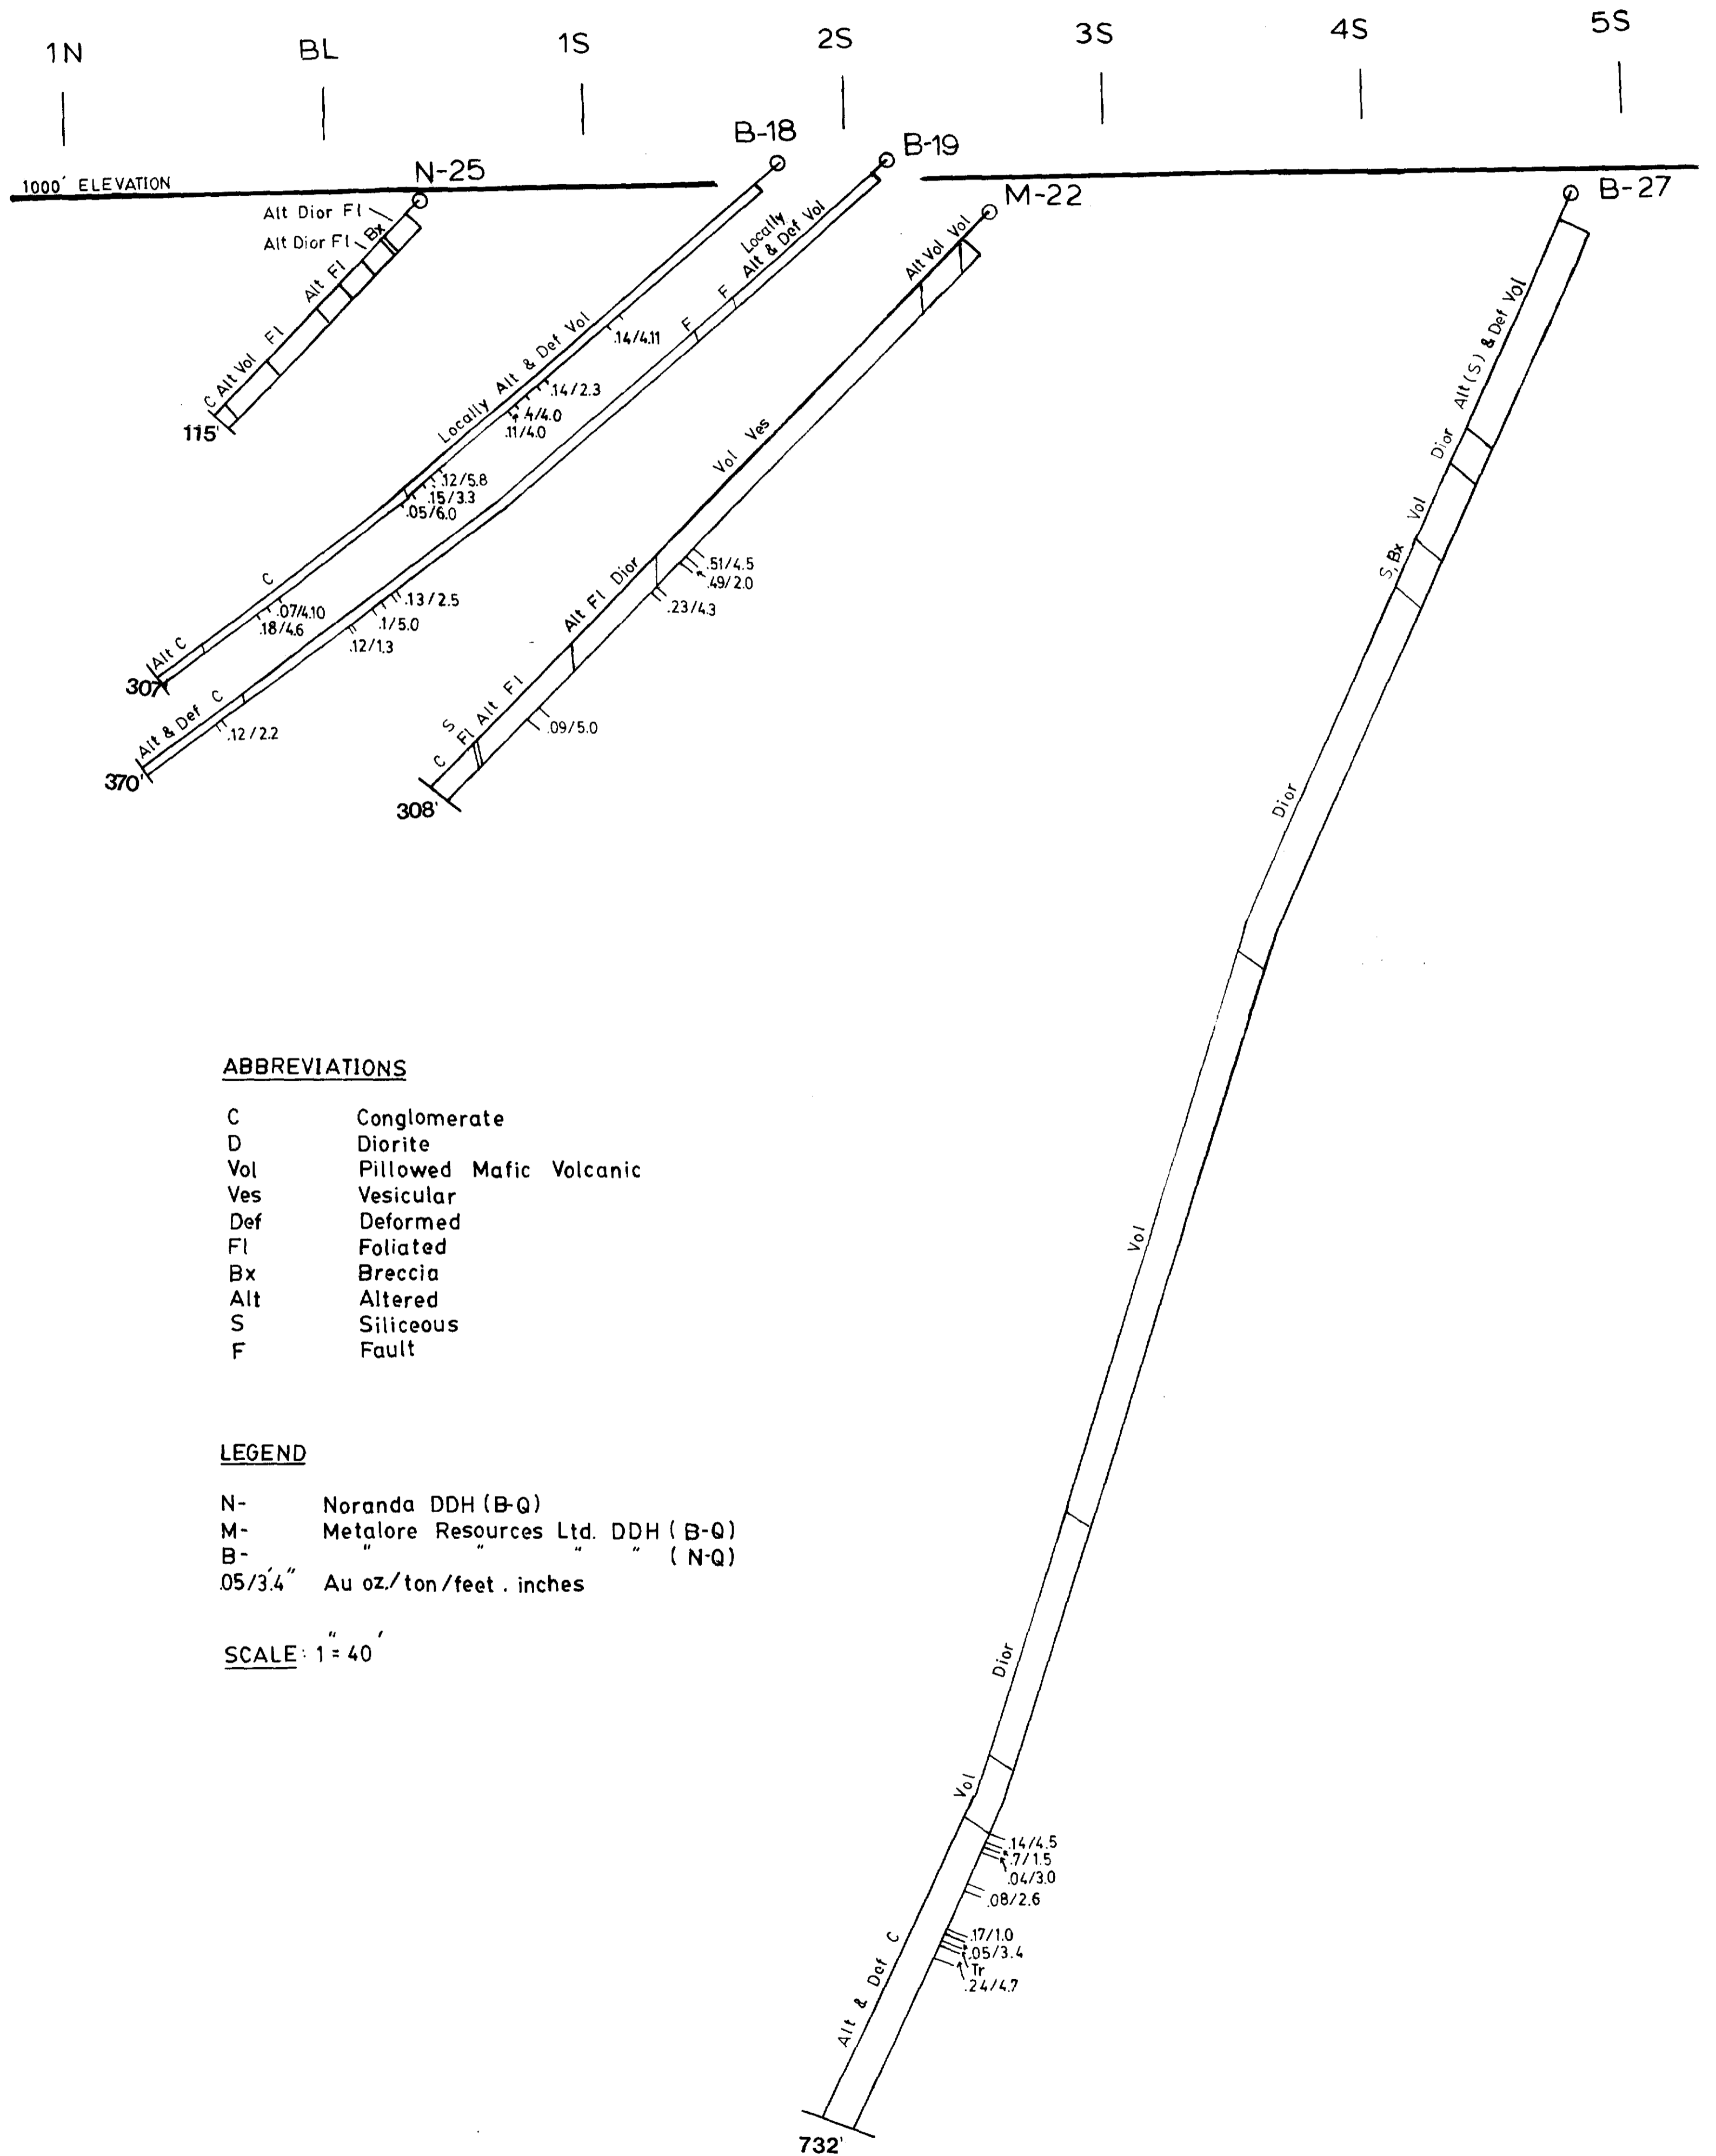 1N BL 1S 2S 3S 4S 5S
1000' ELEVATION
N-25
B-18
B-19
M-22
B-27
Alt Dior Fl
Alt Dior Fl
Bx
Alt Fl
Fl
Alt Vol
C
115'
Locally Alt & Def Vol
.14/4.11
.14/2.3
.4/4.0
.11/4.0
.12/5.8
.15/3.3
.05/6.0
C
.07/4.10
.18/4.6
Alt C
307'
Locally
Alt & Def Vol
F
F
.13/2.5
.1/5.0
.12/1.3
C
Alt & Def
.12/2.2
370'
Vol
Alt Vol
Vol Ves
.51/4.5
.49/2.0
.23/4.3
Dior
Alt Fl
Alt Fl
S
Fl
C
.09/5.0
308'
Alt(S) & Def Vol
Dior
Vol
S, Bx
Dior
Vol
Dior
Vol
.14/4.5
.7/1.5
.04/3.0
.08/2.6
.17/1.0
.05/3.4
Tr
.24/4.7
Alt & Def C
732'
ABBREVIATIONS
C Conglomerate
D Diorite
Vol Pillowed Mafic Volcanic
Ves Vesicular
Def Deformed
Fl Foliated
Bx Breccia
Alt Altered
S Siliceous
F Fault
LEGEND
N- Noranda DDH (B-Q)
M- Metalore Resources Ltd. DDH (B-Q)
B- " " " " (N-Q)
.05/3'.4" Au oz./ton/feet . inches
SCALE: 1" = 40'